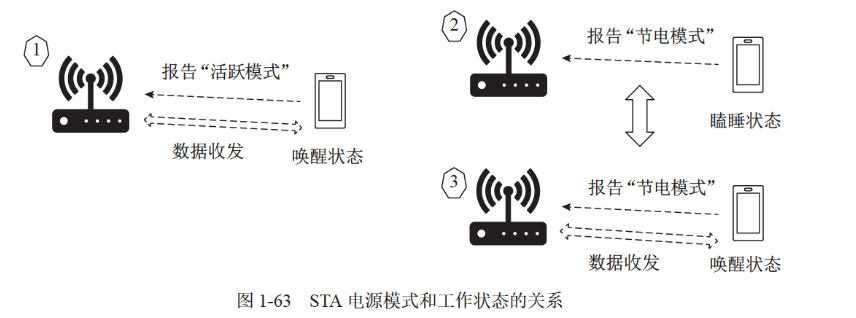 1
报告“活跃模式”
数据收发
唤醒状态
2
报告“节电模式”
瞌睡状态
3
报告“节电模式”
数据收发
唤醒状态
图 1-63 STA 电源模式和工作状态的关系